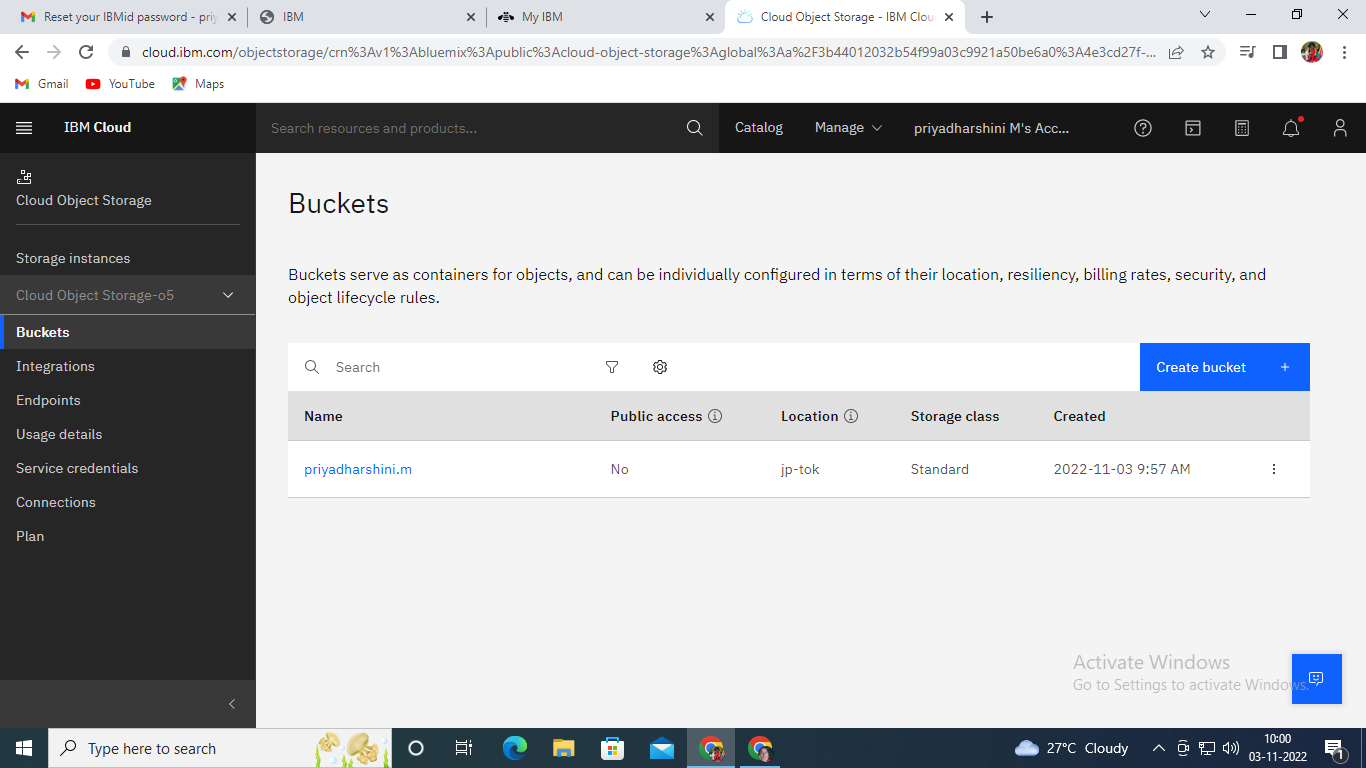 Reset your IBMid password - priy
IBM
My IBM
Cloud Object Storage - IBM Clou
cloud.ibm.com/objectstorage/crn%3Av1%3Abluemix%3Apublic%3Acloud-object-storage%3Aglobal%3Aa%2F3b44012032b54f99a03c9921a50be6a0%3A4e3cd27f-...
Gmail
YouTube
Maps
IBM Cloud
Search resources and products...
Catalog
Manage
priyadharshini M's Acc...
Cloud Object Storage
Storage instances
Cloud Object Storage-o5
Buckets
Integrations
Endpoints
Usage details
Service credentials
Connections
Plan
Buckets
Buckets serve as containers for objects, and can be individually configured in terms of their location, resiliency, billing rates, security, and
object lifecycle rules.
Search
Create bucket +
Name Public access Location Storage class Created
priyadharshini.m No jp-tok Standard 2022-11-03 9:57 AM
Activate Windows
Go to Settings to activate Windows.
Type here to search
27°C Cloudy
10:00
03-11-2022
1